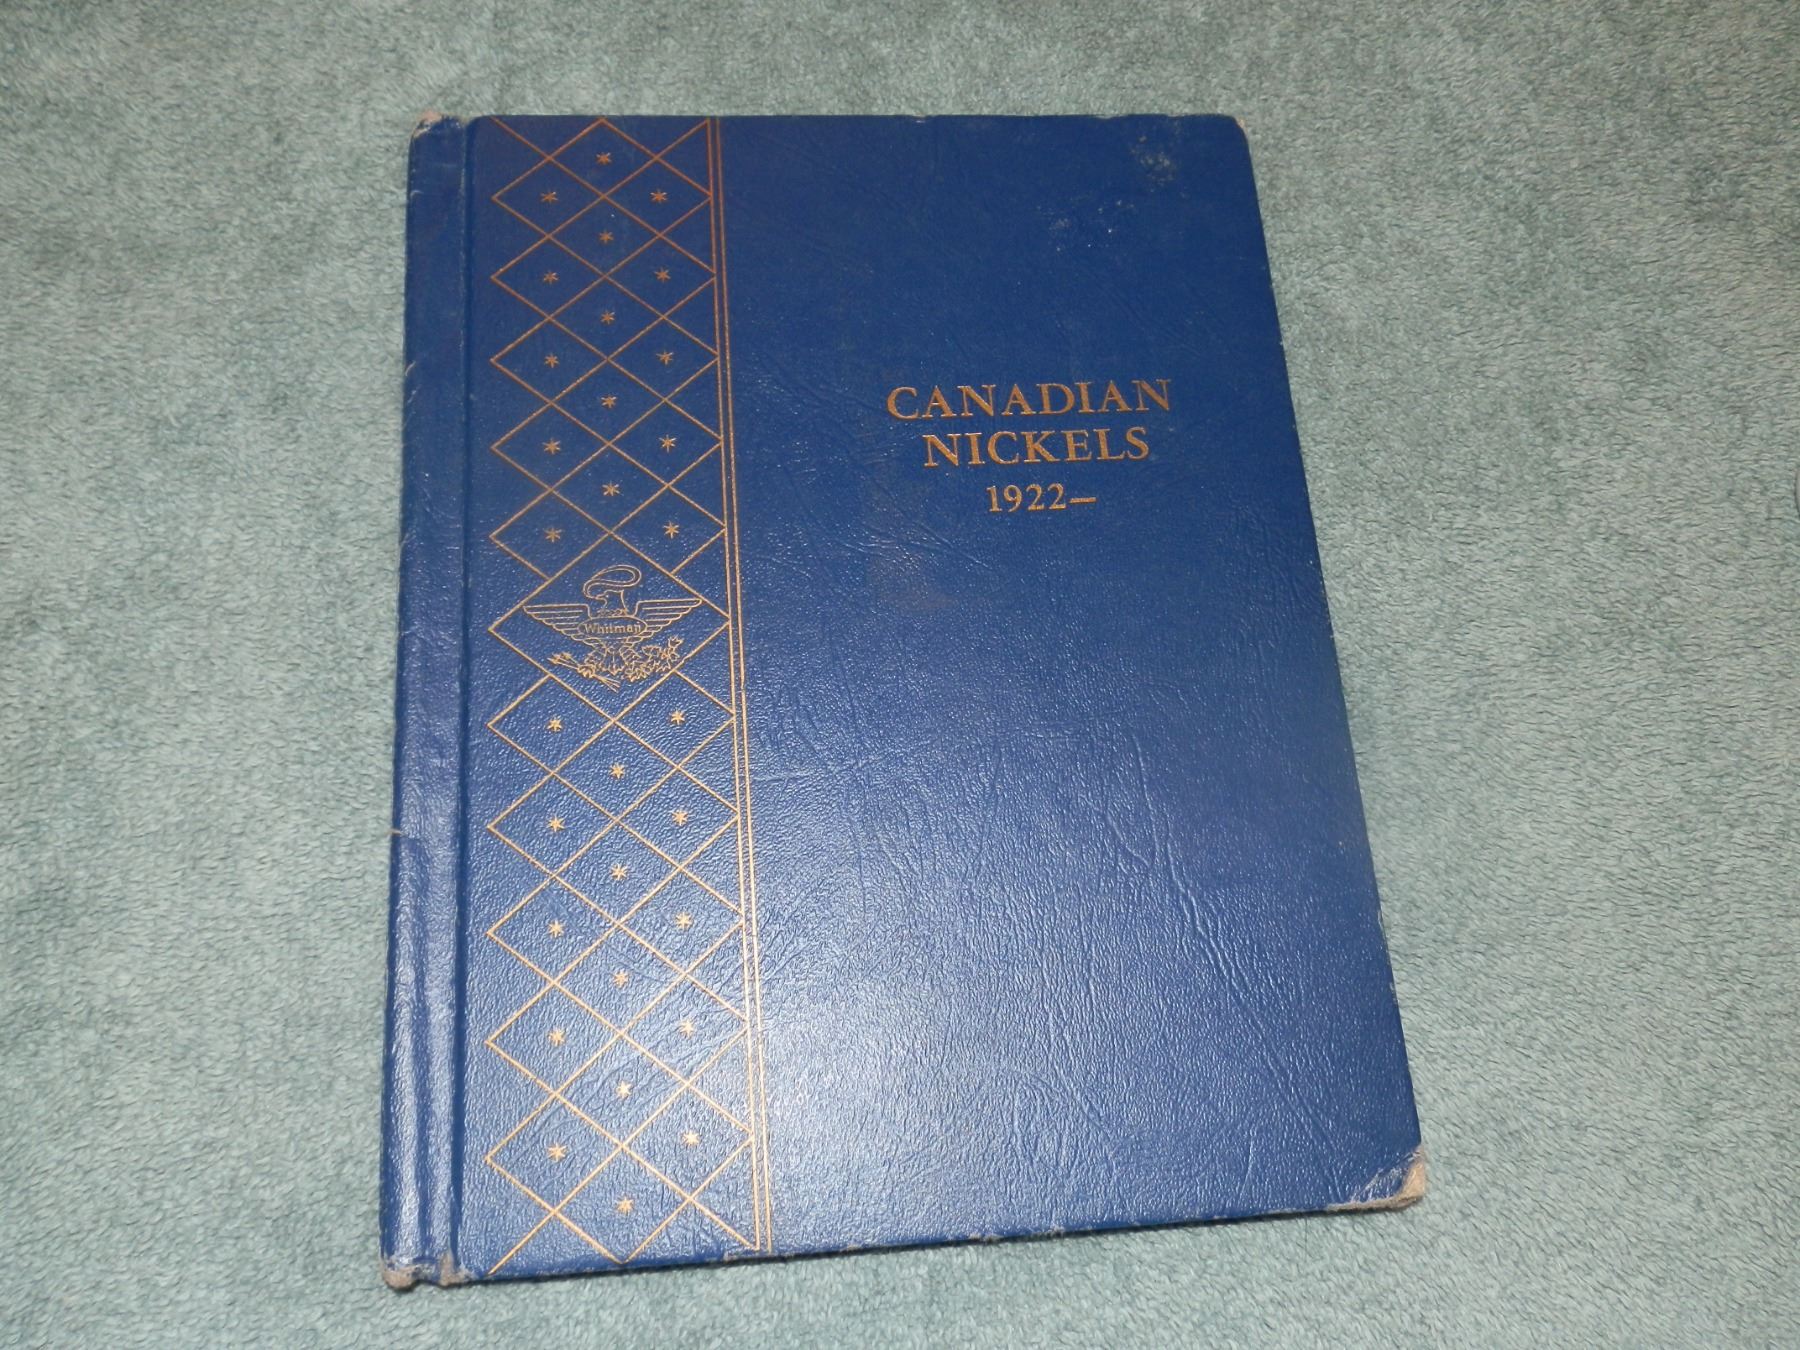 CANADIAN
NICKELS
1922—
Whitman